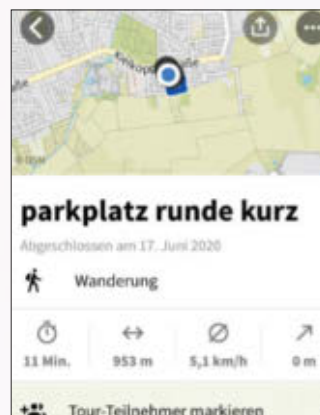 parkplatz runde kurz
Abgeschlossen am 17. Juni 2020
Wanderung
11 Min.
953 m
5,1 km/h
0 m
Tour-Teilnehmer markieren